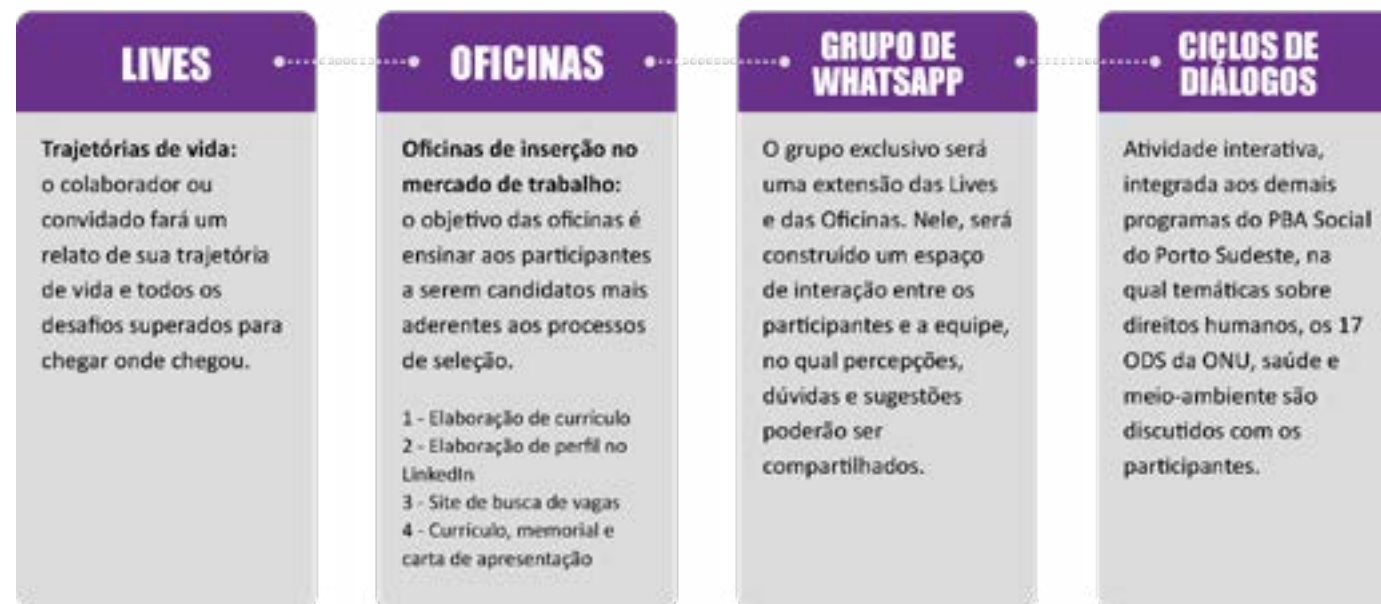 LIVES
Trajetórias de vida:
o colaborador ou
convidado fará um
relato de sua trajetória
de vida e todos os
desafios superados para
chegar onde chegou.
OFICINAS
Oficinas de inserção no
mercado de trabalho:
o objetivo das oficinas é
ensinar aos participantes
a serem candidatos mais
aderentes aos processos
de seleção.
1 - Elaboração de currículo
2 - Elaboração de perfil no
LinkedIn
3 - Site de busca de vagas
4 - Currículo, memorial e
carta de apresentação
GRUPO DE
WHATSAPP
O grupo exclusivo será
uma extensão das Lives
e das Oficinas. Nele, será
construído um espaço
de interação entre os
participantes e a equipe,
no qual percepções,
dúvidas e sugestões
poderão ser
compartilhados.
CICLOS DE
DIÁLOGOS
Atividade interativa,
integrada aos demais
programas do PBA Social
do Porto Sudeste, na
qual temáticas sobre
direitos humanos, os 17
ODS da ONU, saúde e
meio-ambiente são
discutidos com os
participantes.